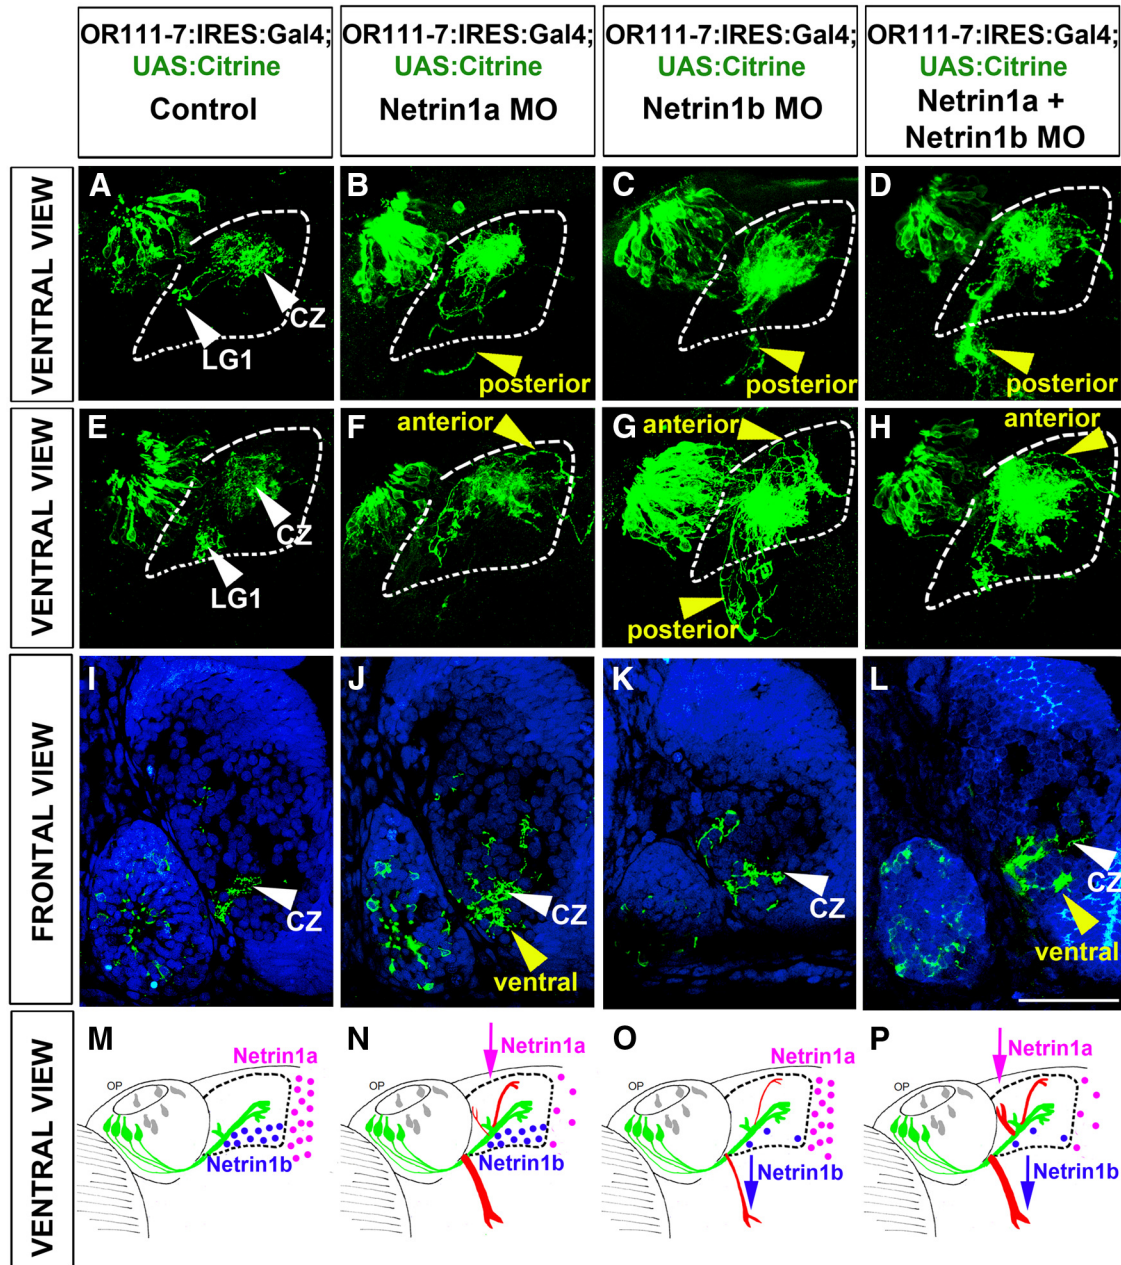 OR111-7:IRES:Gal4;
UAS:Citrine
Control
OR111-7:IRES:Gal4;
UAS:Citrine
Netrin1a MO
OR111-7:IRES:Gal4;
UAS:Citrine
Netrin1b MO
OR111-7:IRES:Gal4;
UAS:Citrine
Netrin1a +
Netrin1b MO
VENTRAL VIEW
A
CZ
LG1
B
posterior
C
posterior
D
posterior
VENTRAL VIEW
E
CZ
LG1
F
anterior
G
anterior
posterior
H
anterior
FRONTAL VIEW
I
CZ
J
CZ
ventral
K
CZ
L
CZ
ventral
VENTRAL VIEW
M
Netrin1a
OP
Netrin1b
N
Netrin1a
OP
Netrin1b
O
Netrin1a
OP
Netrin1b
P
Netrin1a
OP
Netrin1b